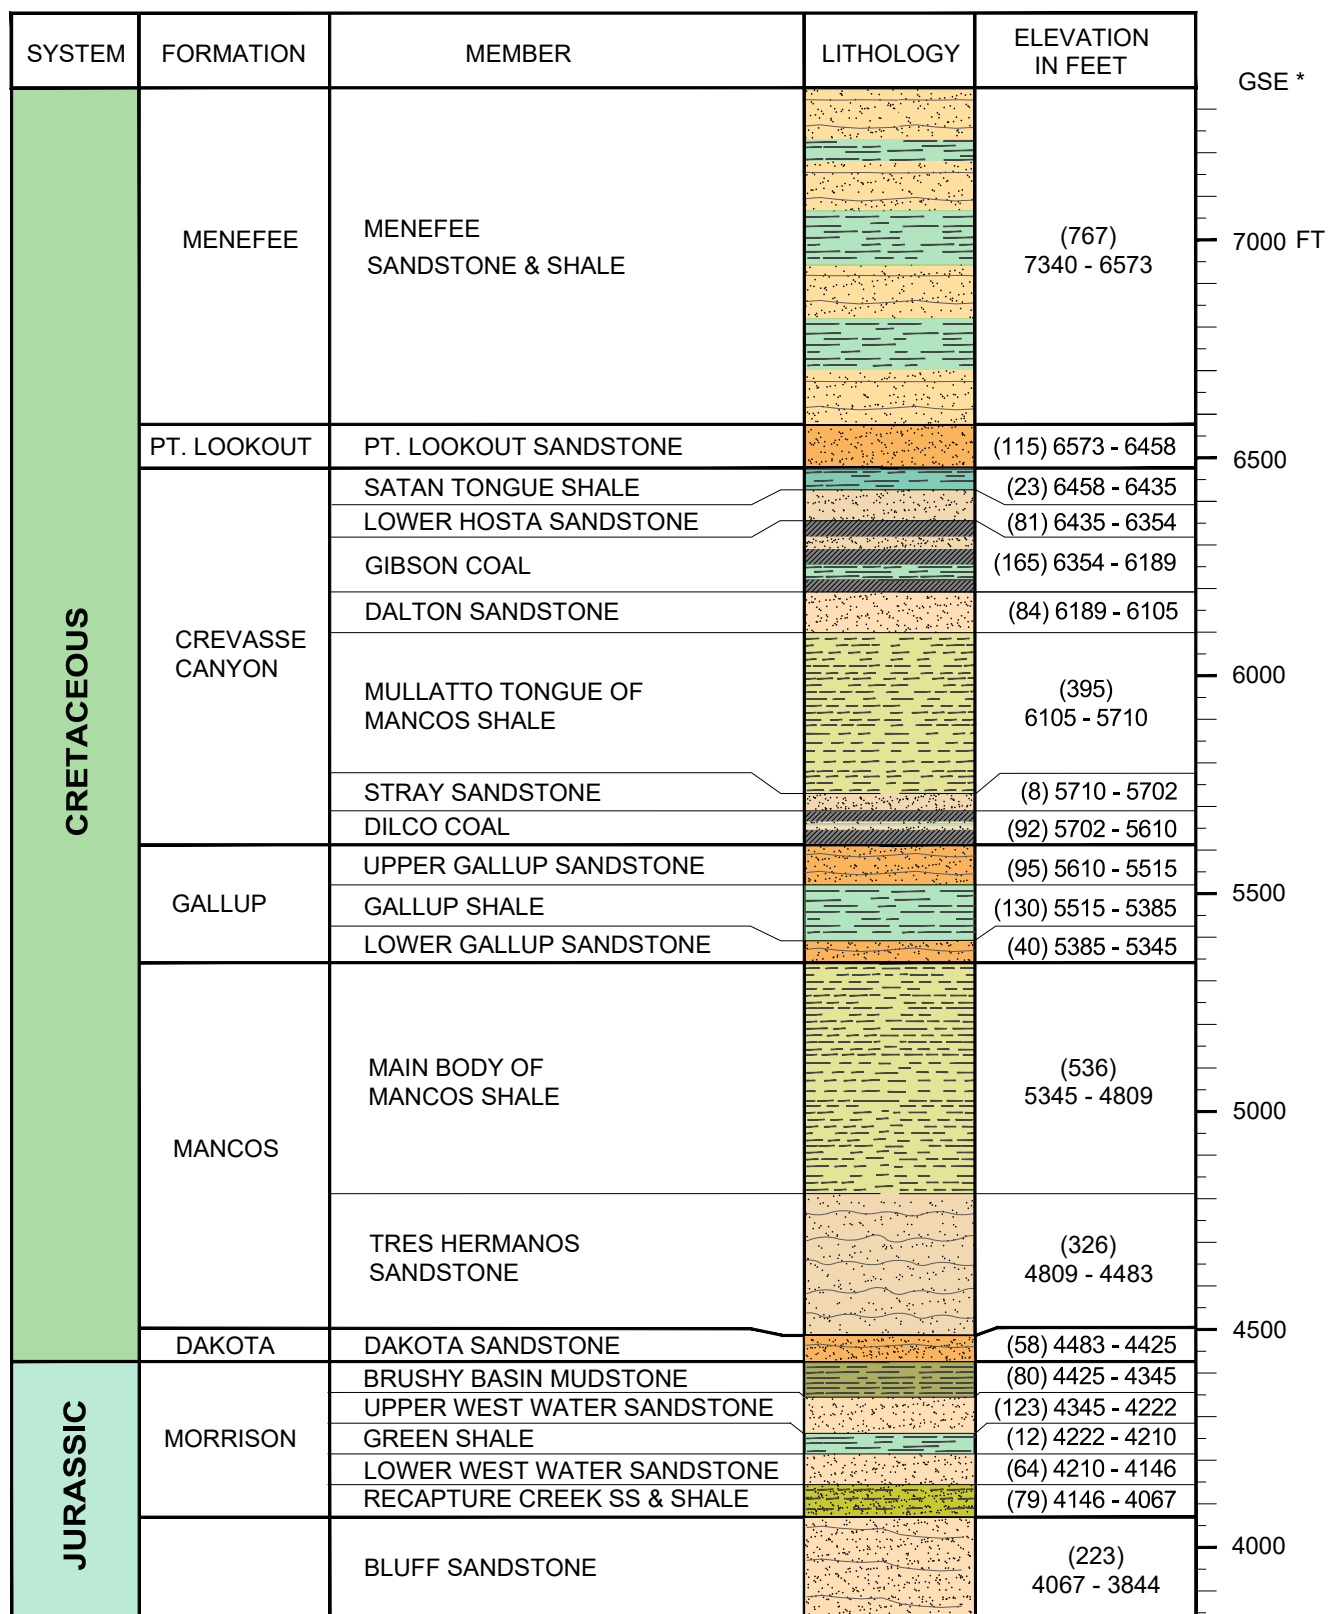 SYSTEM FORMATION MEMBER LITHOLOGY ELEVATION
IN FEET
GSE *
CRETACEOUS
MENEFEE
MENEFEE
SANDSTONE & SHALE
(767)
7340 - 6573
7000 FT
PT. LOOKOUT PT. LOOKOUT SANDSTONE (115) 6573 - 6458
6500
CREVASSE
CANYON
SATAN TONGUE SHALE (23) 6458 - 6435
LOWER HOSTA SANDSTONE (81) 6435 - 6354
GIBSON COAL (165) 6354 - 6189
DALTON SANDSTONE (84) 6189 - 6105
MULLATTO TONGUE OF
MANCOS SHALE
(395)
6105 - 5710
6000
STRAY SANDSTONE (8) 5710 - 5702
DILCO COAL (92) 5702 - 5610
GALLUP
UPPER GALLUP SANDSTONE (95) 5610 - 5515
5500
GALLUP SHALE (130) 5515 - 5385
LOWER GALLUP SANDSTONE (40) 5385 - 5345
MANCOS
MAIN BODY OF
MANCOS SHALE
(536)
5345 - 4809
5000
TRES HERMANOS
SANDSTONE
(326)
4809 - 4483
4500
DAKOTA DAKOTA SANDSTONE (58) 4483 - 4425
JURASSIC
MORRISON
BRUSHY BASIN MUDSTONE (80) 4425 - 4345
UPPER WEST WATER SANDSTONE (123) 4345 - 4222
GREEN SHALE (12) 4222 - 4210
LOWER WEST WATER SANDSTONE (64) 4210 - 4146
RECAPTURE CREEK SS & SHALE (79) 4146 - 4067
BLUFF SANDSTONE
(223)
4067 - 3844
4000